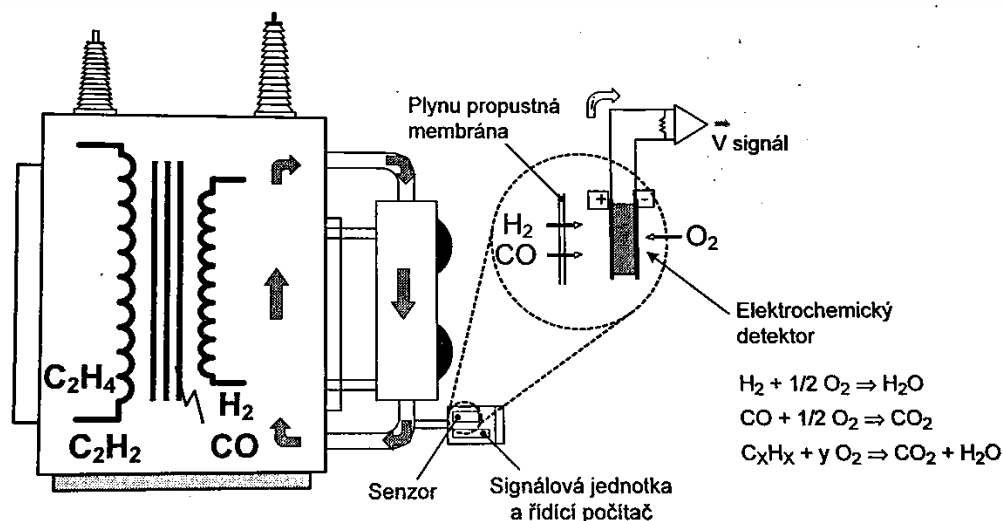 Plynu propustná
membrána
V signál
+
-
H₂
CO
O₂
Elektrochemický
detektor
C₂H₄
C₂H₂
H₂
CO
H₂ + 1/2 O₂ ⇒ H₂O
CO + 1/2 O₂ ⇒ CO₂
CₓHₓ + y O₂ ⇒ CO₂ + H₂O
Senzor
Signálová jednotka
a řídící počítač